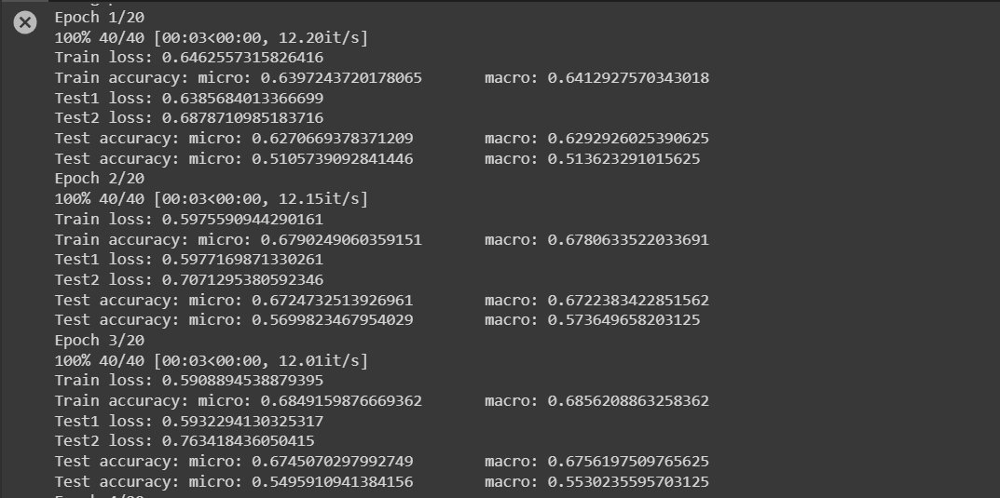 Epoch 1/20
100% 40/40 [00:03<00:00, 12.20it/s]
Train loss: 0.6462557315826416
Train accuracy: micro: 0.6397243720178065 macro: 0.6412927570343018
Test1 loss: 0.6385684013366699
Test2 loss: 0.6878710985183716
Test accuracy: micro: 0.6270669378371209 macro: 0.6292926025390625
Test accuracy: micro: 0.5105739092841446 macro: 0.513623291015625
Epoch 2/20
100% 40/40 [00:03<00:00, 12.15it/s]
Train loss: 0.5975590944290161
Train accuracy: micro: 0.6790249060359151 macro: 0.6780633522033691
Test1 loss: 0.5977169871330261
Test2 loss: 0.7071295380592346
Test accuracy: micro: 0.6724732513926961 macro: 0.6722383422851562
Test accuracy: micro: 0.5699823467954029 macro: 0.573649658203125
Epoch 3/20
100% 40/40 [00:03<00:00, 12.01it/s]
Train loss: 0.5908894538879395
Train accuracy: micro: 0.6849159876669362 macro: 0.6856208863258362
Test1 loss: 0.5932294130325317
Test2 loss: 0.763418436050415
Test accuracy: micro: 0.6745070297992749 macro: 0.6756197509765625
Test accuracy: micro: 0.5495910941384156 macro: 0.5530235595703125